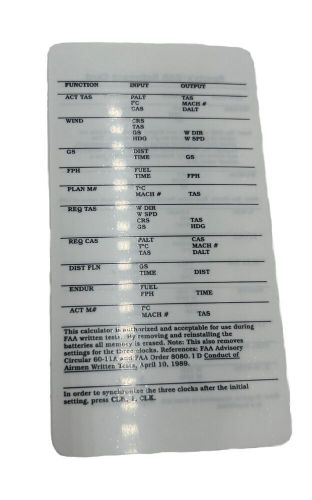 FUNCTION INPUT OUTPUT
ACT TAS PALT TAS
T°C MACH #
CAS DALT
WIND CRS
TAS
GS W DIR
HDG W SPD
GS DIST
TIME GS
FPH FUEL
TIME FPH
PLAN M# T°C
MACH # TAS
REQ TAS W DIR
W SPD
CRS TAS
GS HDG
REQ CAS PALT CAS
T°C MACH #
TAS DALT
DIST FLN GS
TIME DIST
ENDUR FUEL
FPH TIME
ACT M# T°C
MACH # TAS
This calculator is authorized and acceptable for use during
FAA written tests. By removing and reinstalling the
batteries all memory is erased. Note: This also removes
settings for the three clocks. References: FAA Advisory
Circular 60-11A and FAA Order 8080.1D Conduct of
Airmen Written Tests, April 10, 1989.
In order to synchronize the three clocks after the initial
setting, press CLK, CLK.